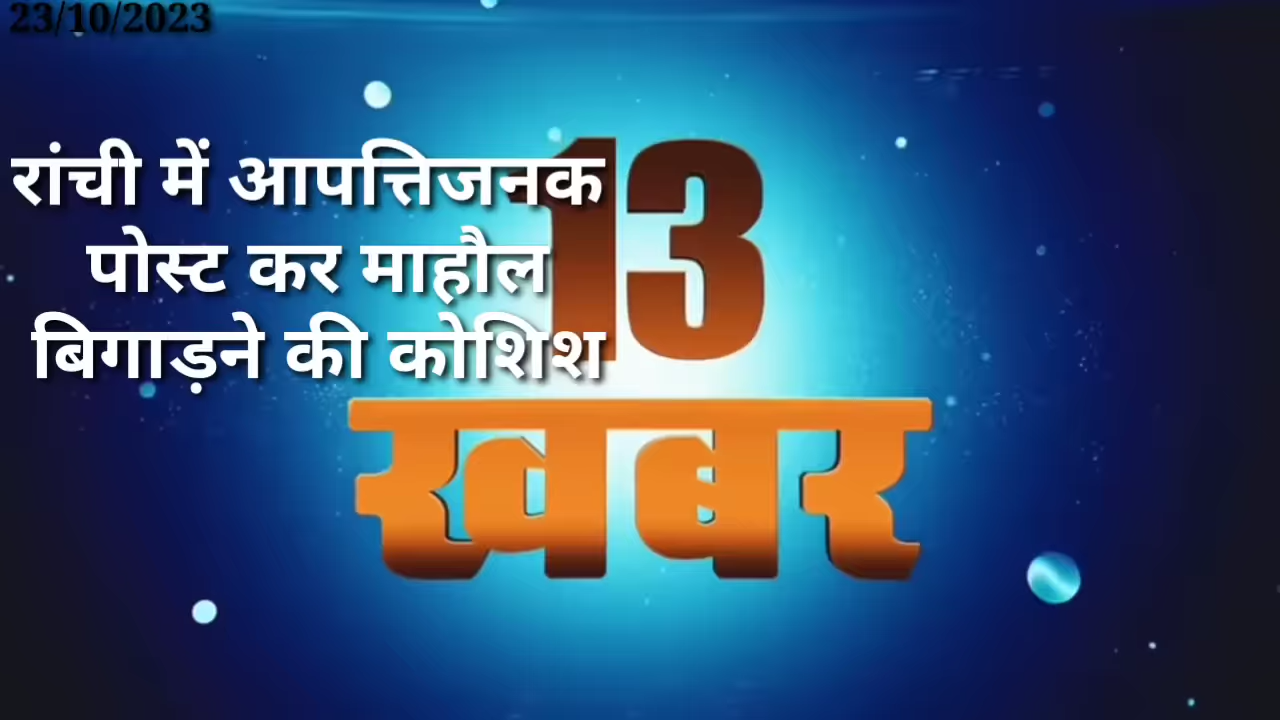 23/10/2023
रांची में आपत्तिजनक
पोस्ट कर माहौल
बिगाड़ने की कोशिश
13
खबर